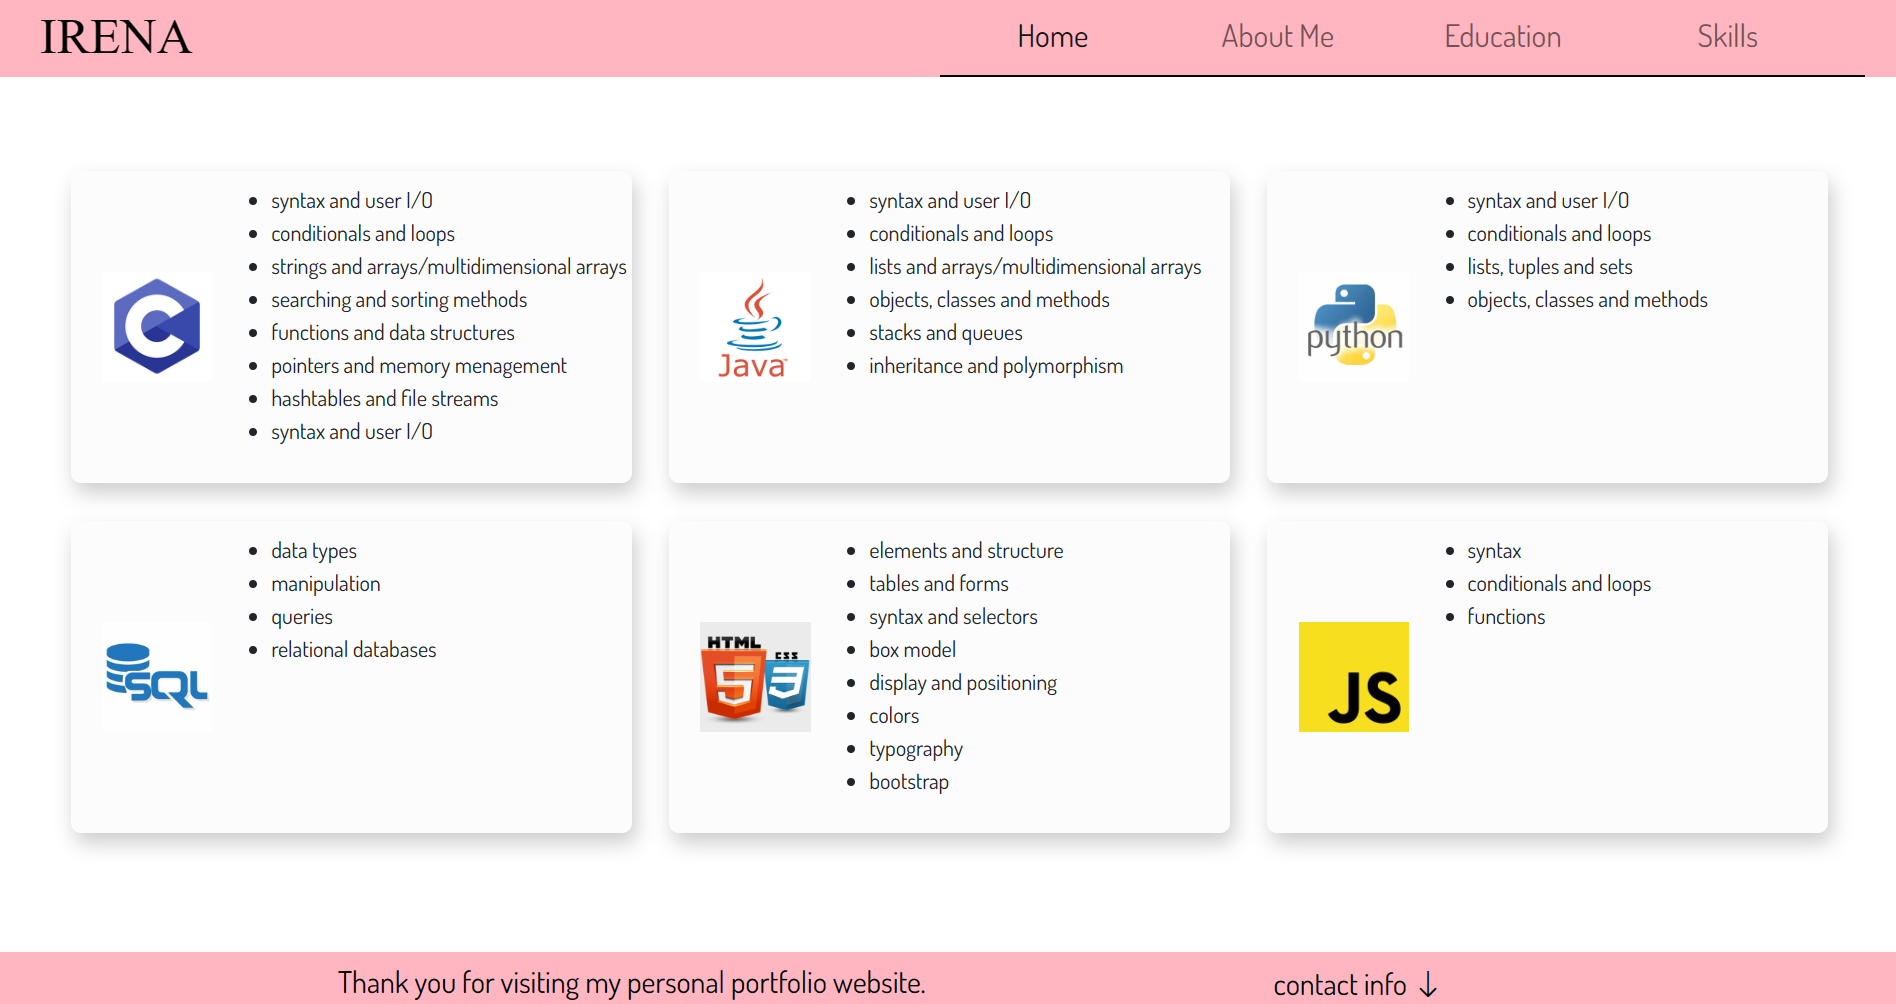 IRENA
Home About Me Education Skills
syntax and user I/O
conditionals and loops
strings and arrays/multidimensional arrays
searching and sorting methods
functions and data structures
pointers and memory menagement
hashtables and file streams
syntax and user I/O
Java
syntax and user I/O
conditionals and loops
lists and arrays/multidimensional arrays
objects, classes and methods
stacks and queues
inheritance and polymorphism
python
syntax and user I/O
conditionals and loops
lists, tuples and sets
objects, classes and methods
SQL
data types
manipulation
queries
relational databases
HTML
CSS
5 3
elements and structure
tables and forms
syntax and selectors
box model
display and positioning
colors
typography
bootstrap
JS
syntax
conditionals and loops
functions
Thank you for visiting my personal portfolio website. contact info ↓